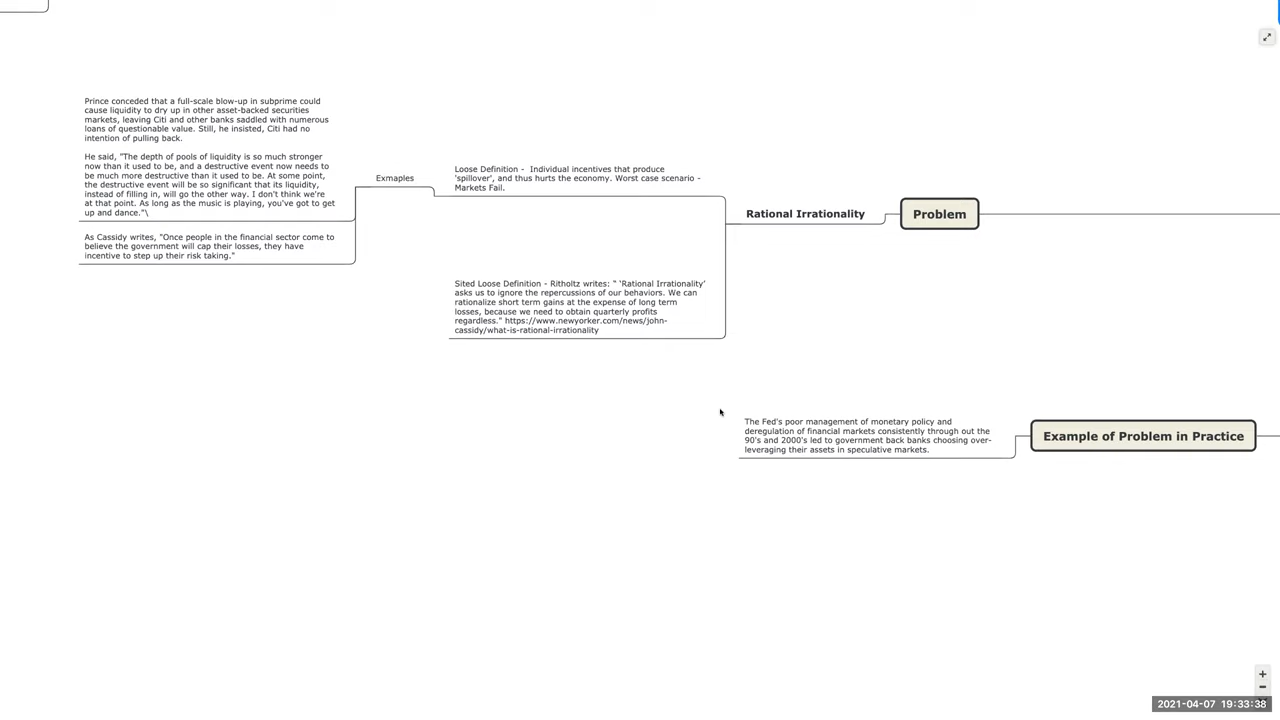 Prince conceded that a full-scale blow-up in subprime could
cause liquidity to dry up in other asset-backed securities
markets, leaving Citi and other banks saddled with numerous
loans of questionable value. Still, he insisted, Citi had no
intention of pulling back.
He said, "The depth of pools of liquidity is so much stronger
now than it used to be, and a destructive event now needs to
be much more destructive than it used to be. At some point,
the destructive event will be so significant that its liquidity,
instead of filling in, will go the other way. I don't think we're
at that point. As long as the music is playing, you've got to get
up and dance."\
As Cassidy writes, "Once people in the financial sector come to
believe the government will cap their losses, they have
incentive to step up their risk taking."
Exmaples
Loose Definition -  Individual incentives that produce
'spillover', and thus hurts the economy. Worst case scenario -
Markets Fail.
Sited Loose Definition - Ritholtz writes: " ‘Rational Irrationality’
asks us to ignore the repercussions of our behaviors. We can
rationalize short term gains at the expense of long term
losses, because we need to obtain quarterly profits
regardless." https://www.newyorker.com/news/john-
cassidy/what-is-rational-irrationality
Rational Irrationality
Problem
The Fed's poor management of monetary policy and
deregulation of financial markets consistently through out the
90's and 2000's led to government back banks choosing over-
leveraging their assets in speculative markets.
Example of Problem in Practice
2021-04-07 19:33:38